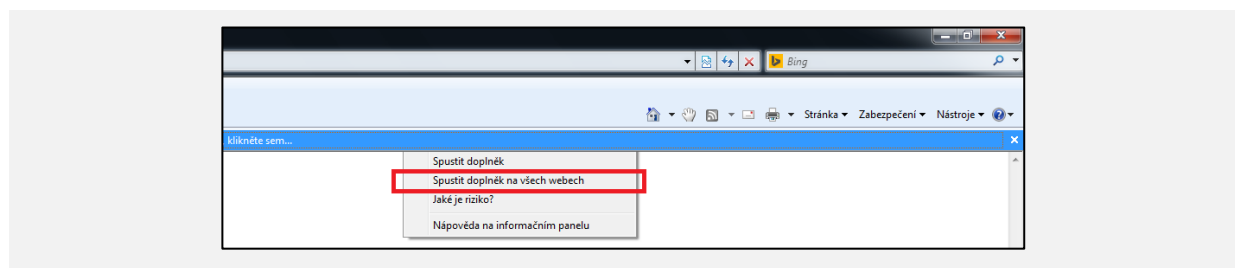 Bing
Stránka Zabezpečení Nástroje
klikněte sem...
Spustit doplněk
Spustit doplněk na všech webech
Jaké je riziko?
Nápověda na informačním panelu